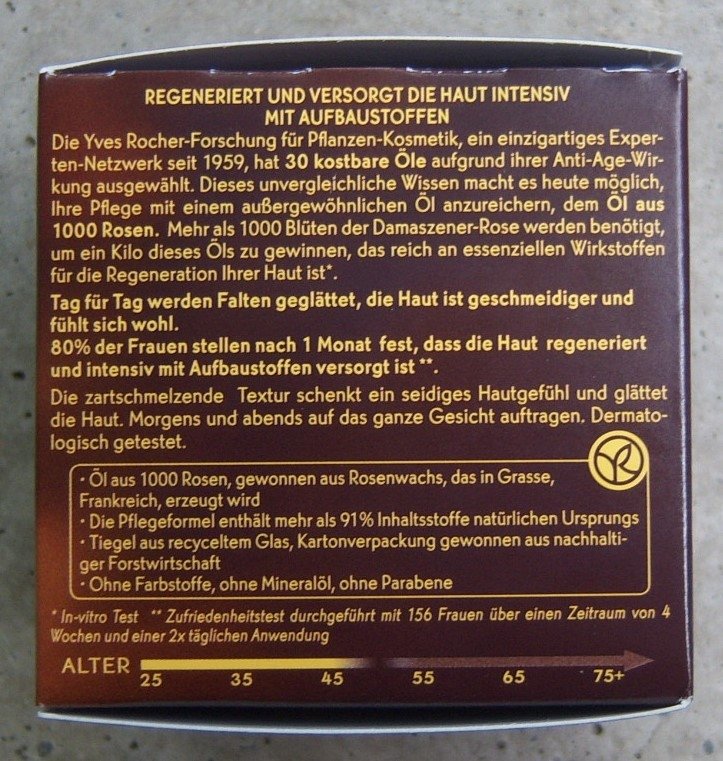 REGENERIERT UND VERSORGT DIE HAUT INTENSIV
MIT AUFBAUSTOFFEN
Die Yves Rocher-Forschung für Pflanzen-Kosmetik, ein einzigartiges Exper-
ten-Netzwerk seit 1959, hat 30 kostbare Öle aufgrund ihrer Anti-Age-Wir-
kung ausgewählt. Dieses unvergleichliche Wissen macht es heute möglich,
Ihre Pflege mit einem außergewöhnlichen Öl anzureichern, dem Öl aus
1000 Rosen. Mehr als 1000 Blüten der Damaszener-Rose werden benötigt,
um ein Kilo dieses Öls zu gewinnen, das reich an essenziellen Wirkstoffen
für die Regeneration Ihrer Haut ist*.
Tag für Tag werden Falten geglättet, die Haut ist geschmeidiger und
fühlt sich wohl.
80% der Frauen stellen nach 1 Monat fest, dass die Haut regeneriert
und intensiv mit Aufbaustoffen versorgt ist **.
Die zartschmelzende Textur schenkt ein seidiges Hautgefühl und glättet
die Haut. Morgens und abends auf das ganze Gesicht auftragen. Dermato-
logisch getestet.
· Öl aus 1000 Rosen, gewonnen aus Rosenwachs, das in Grasse,
Frankreich, erzeugt wird
· Die Pflegeformel enthält mehr als 91% Inhaltsstoffe natürlichen Ursprungs
· Tiegel aus recyceltem Glas, Kartonverpackung gewonnen aus nachhalti-
ger Forstwirtschaft
· Ohne Farbstoffe, ohne Mineralöl, ohne Parabene
* In-vitro Test ** Zufriedenheitstest durchgeführt mit 156 Frauen über einen Zeitraum von 4
Wochen und einer 2x täglichen Anwendung
ALTER
25 35 45 55 65 75+